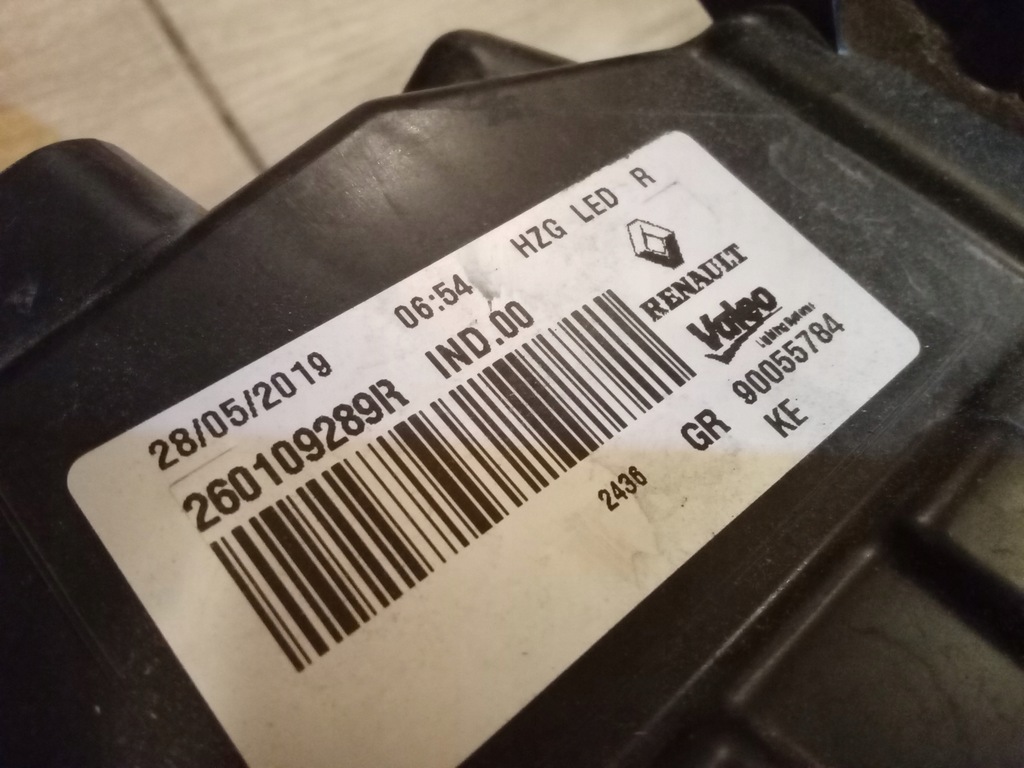 28/05/2019 06:54 HZG LED R
260109289R IND.00
RENAULT
Valeo
90055784
2436 GR KE